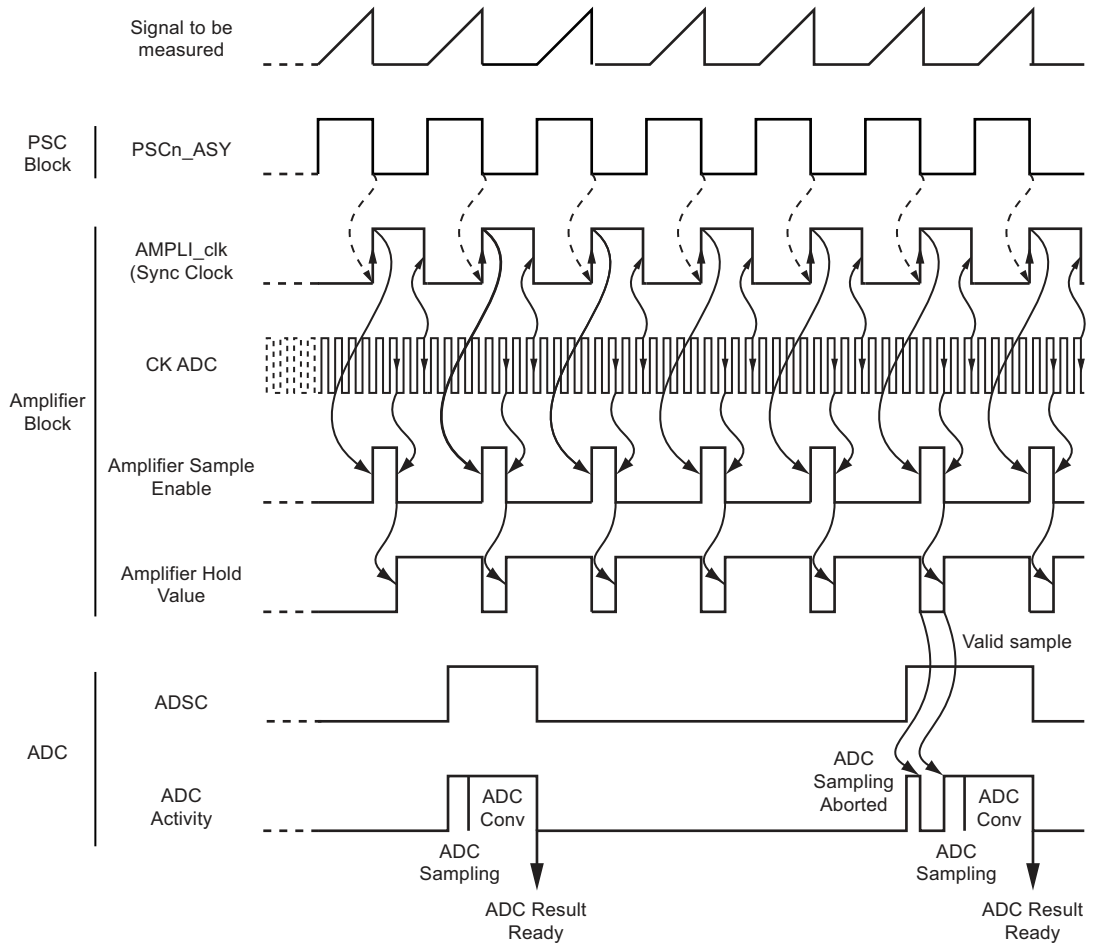 Signal to be
measured
PSC
Block
PSCn_ASY
AMPLI_clk
(Sync Clock
CK ADC
Amplifier
Block
Amplifier Sample
Enable
Amplifier Hold
Value
Valid sample
ADSC
ADC
ADC
Sampling
Aborted
ADC
Activity
ADC
Conv
ADC
Conv
ADC
Sampling
ADC
Sampling
ADC Result
Ready
ADC Result
Ready